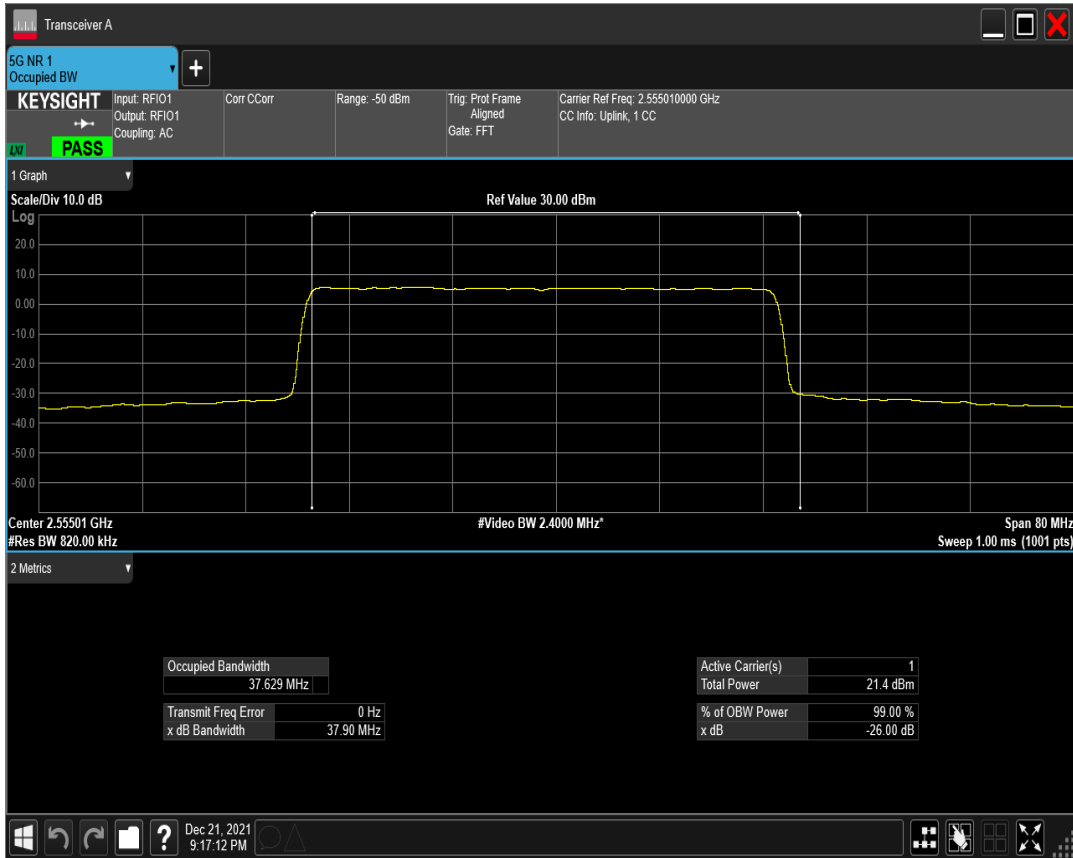 Transceiver A
5G NR 1
Occupied BW
+
KEYSIGHT
LXI
PASS
Input: RFIO1
Output: RFIO1
Coupling: AC
Corr CCorr
Range: -50 dBm
Trig: Prot Frame
Aligned
Gate: FFT
Carrier Ref Freq: 2.555010000 GHz
CC Info: Uplink, 1 CC
1 Graph
Scale/Div 10.0 dB
Ref Value 30.00 dBm
Log
20.0
10.0
0.00
-10.0
-20.0
-30.0
-40.0
-50.0
-60.0
Center 2.55501 GHz
#Video BW 2.4000 MHz*
Span 80 MHz
#Res BW 820.00 kHz
Sweep 1.00 ms (1001 pts)
2 Metrics
Occupied Bandwidth
37.629 MHz
Transmit Freq Error 0 Hz
x dB Bandwidth 37.90 MHz
Active Carrier(s) 1
Total Power 21.4 dBm
% of OBW Power 99.00 %
x dB -26.00 dB
?
Dec 21, 2021
9:17:12 PM